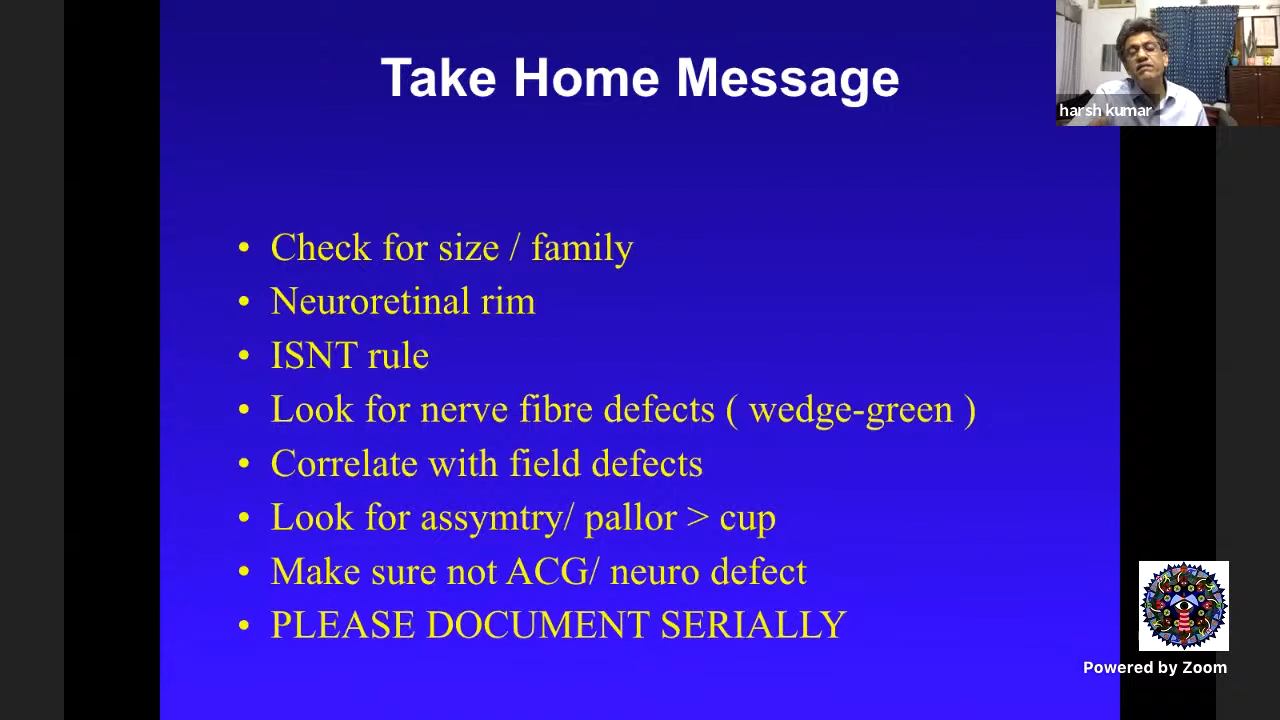 Take Home Message
harsh kumar
• Check for size / family
• Neuroretinal rim
• ISNT rule
• Look for nerve fibre defects ( wedge-green )
• Correlate with field defects
• Look for assymtry/ pallor > cup
• Make sure not ACG/ neuro defect
• PLEASE DOCUMENT SERIALLY
Powered by Zoom